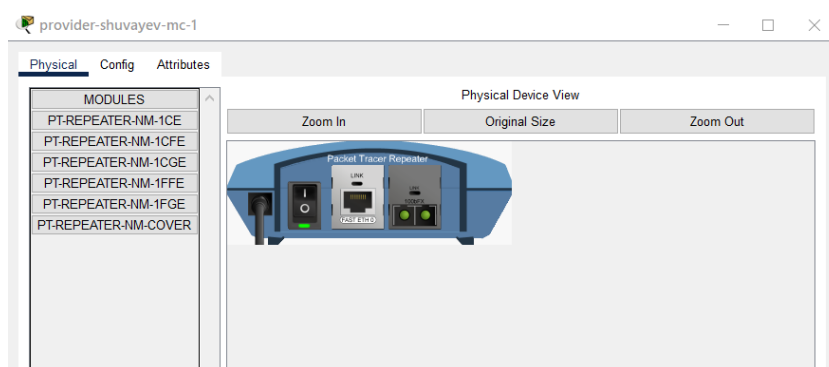 provider-shuvayev-mc-1
Physical Config Attributes
MODULES
PT-REPEATER-NM-1CE
PT-REPEATER-NM-1CFE
PT-REPEATER-NM-1CGE
PT-REPEATER-NM-1FFE
PT-REPEATER-NM-1FGE
PT-REPEATER-NM-COVER
Physical Device View
Zoom In Original Size Zoom Out
Packet Tracer Repeater
LINK
LINK
100bFX
FAST ETH 0